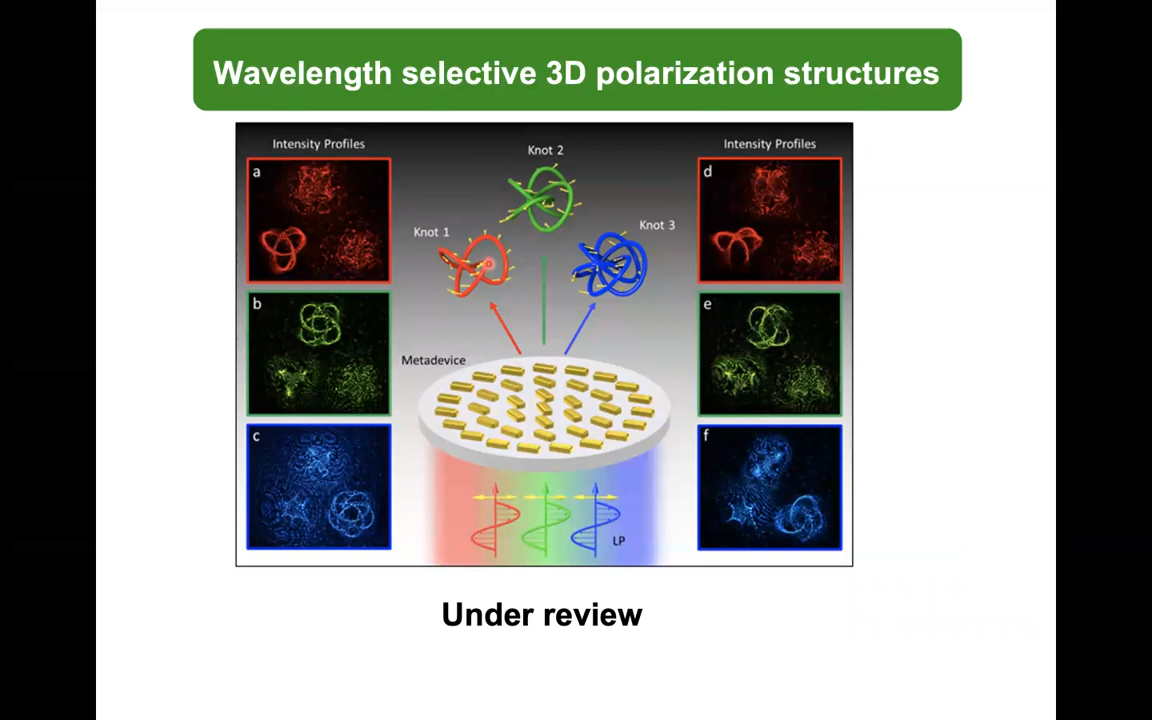 Wavelength selective 3D polarization structures
Intensity Profiles
a
b
c
Knot 1
Knot 2
Knot 3
Metadevice
LP
Intensity Profiles
d
e
f
Under review